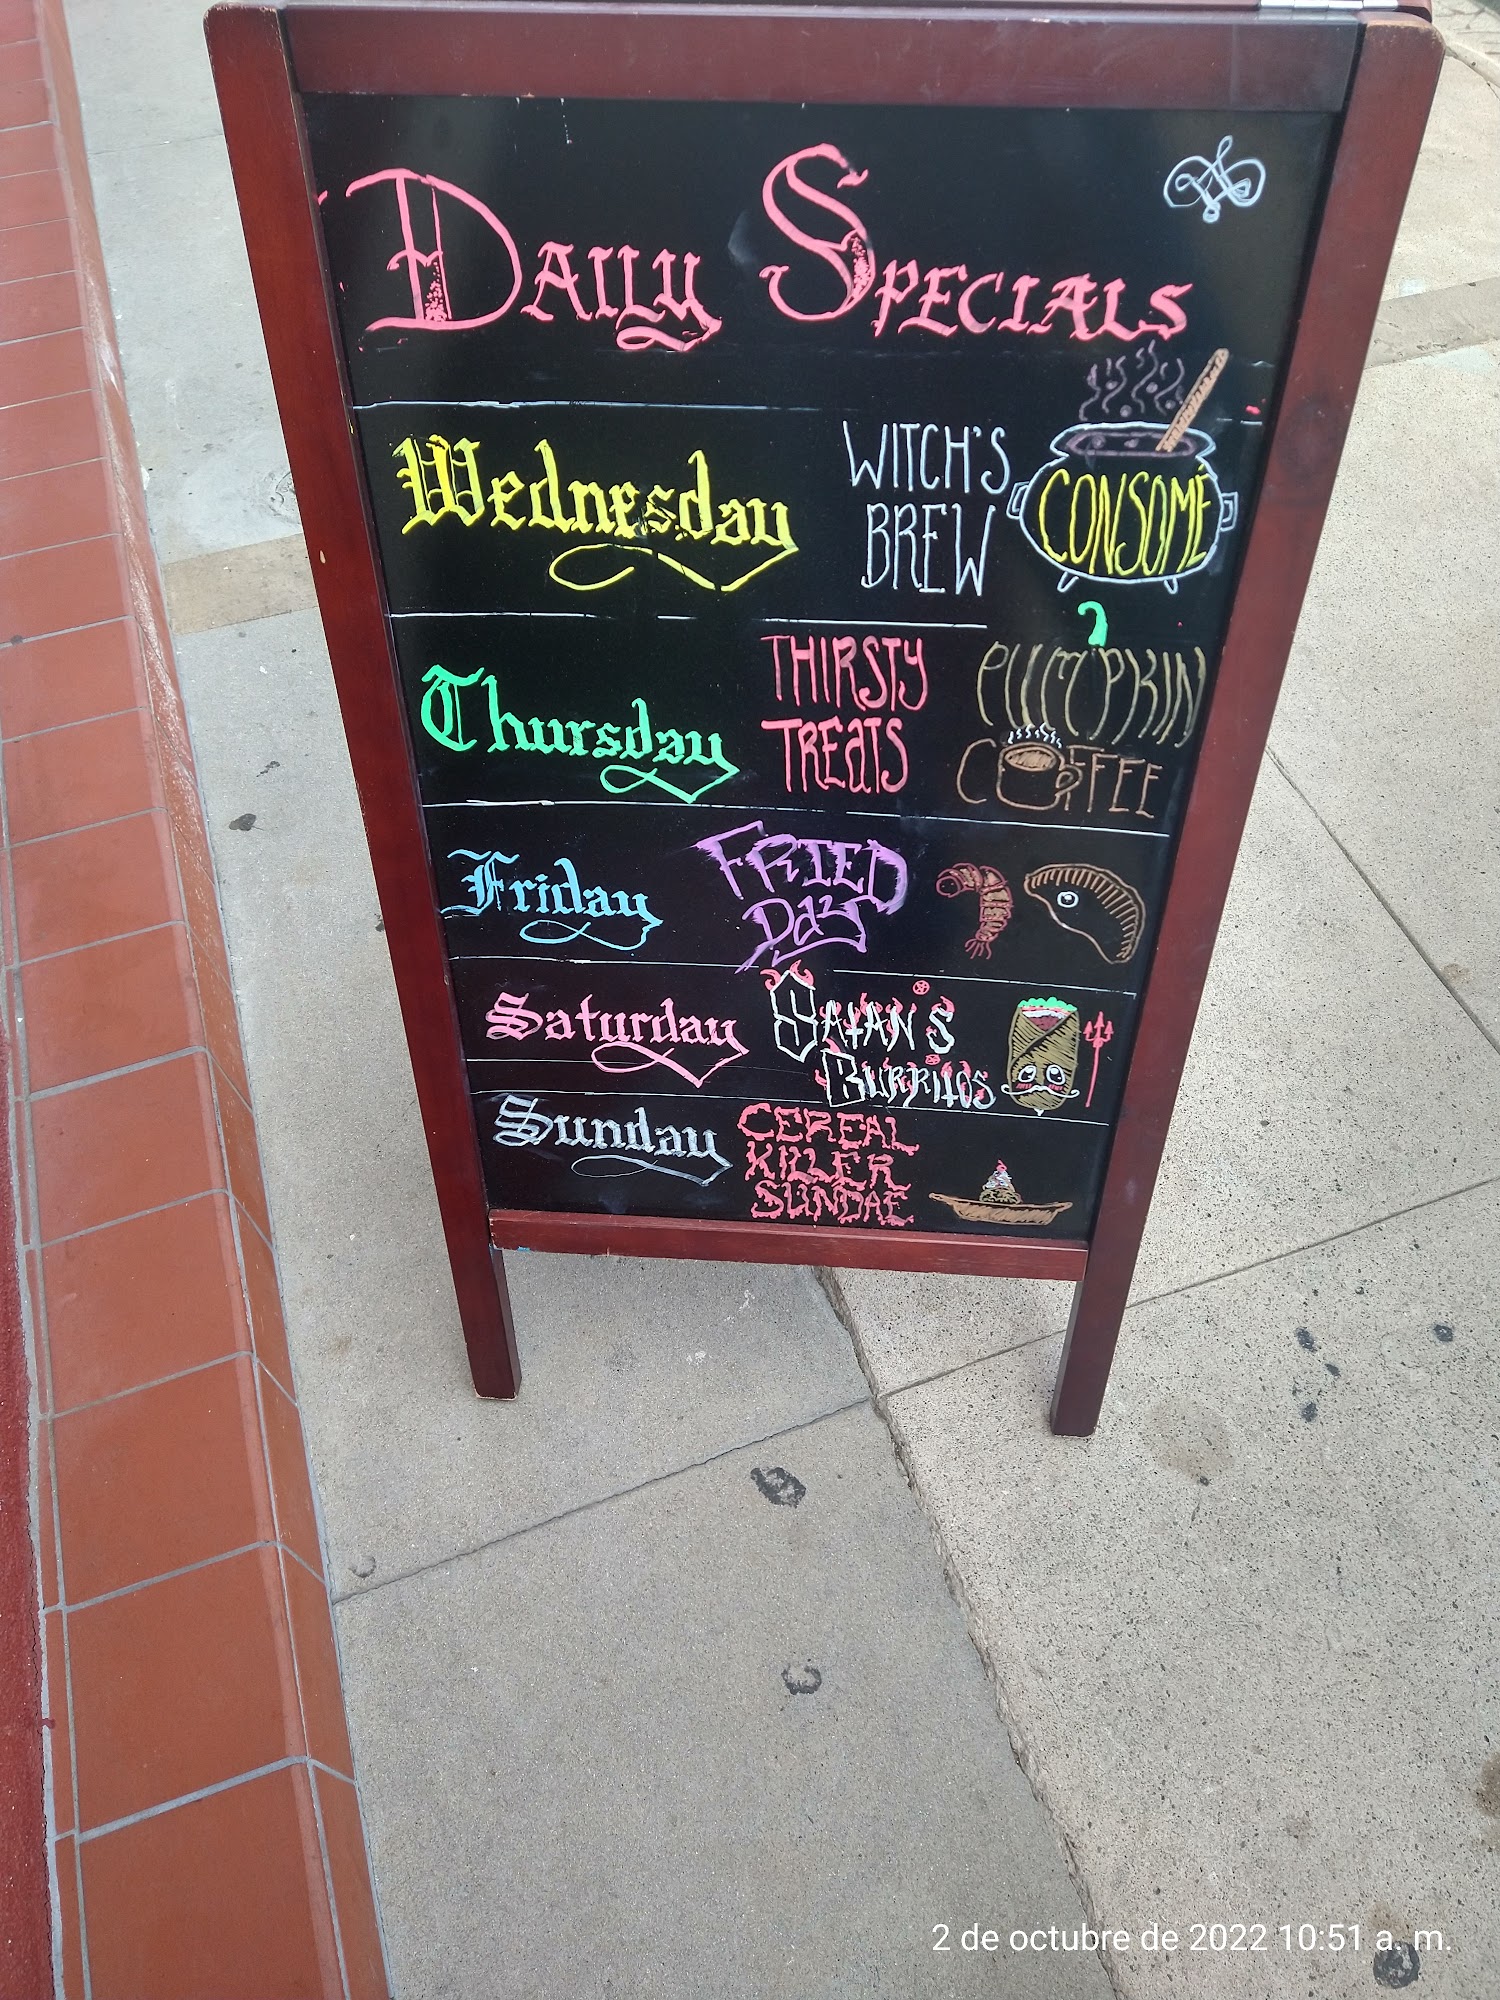 Daily Specials
Wednesday
WITCH'S
BREW
CONSOMÉ
Thursday
THIRSTY
TREATS
PUMPKIN
COFFEE
Friday
FRIED
DAY
Saturday
SATAN'S
BURRITOS
Sunday
CEREAL
KILLER
SUNDAE
2 de octubre de 2022 10:51 a. m.